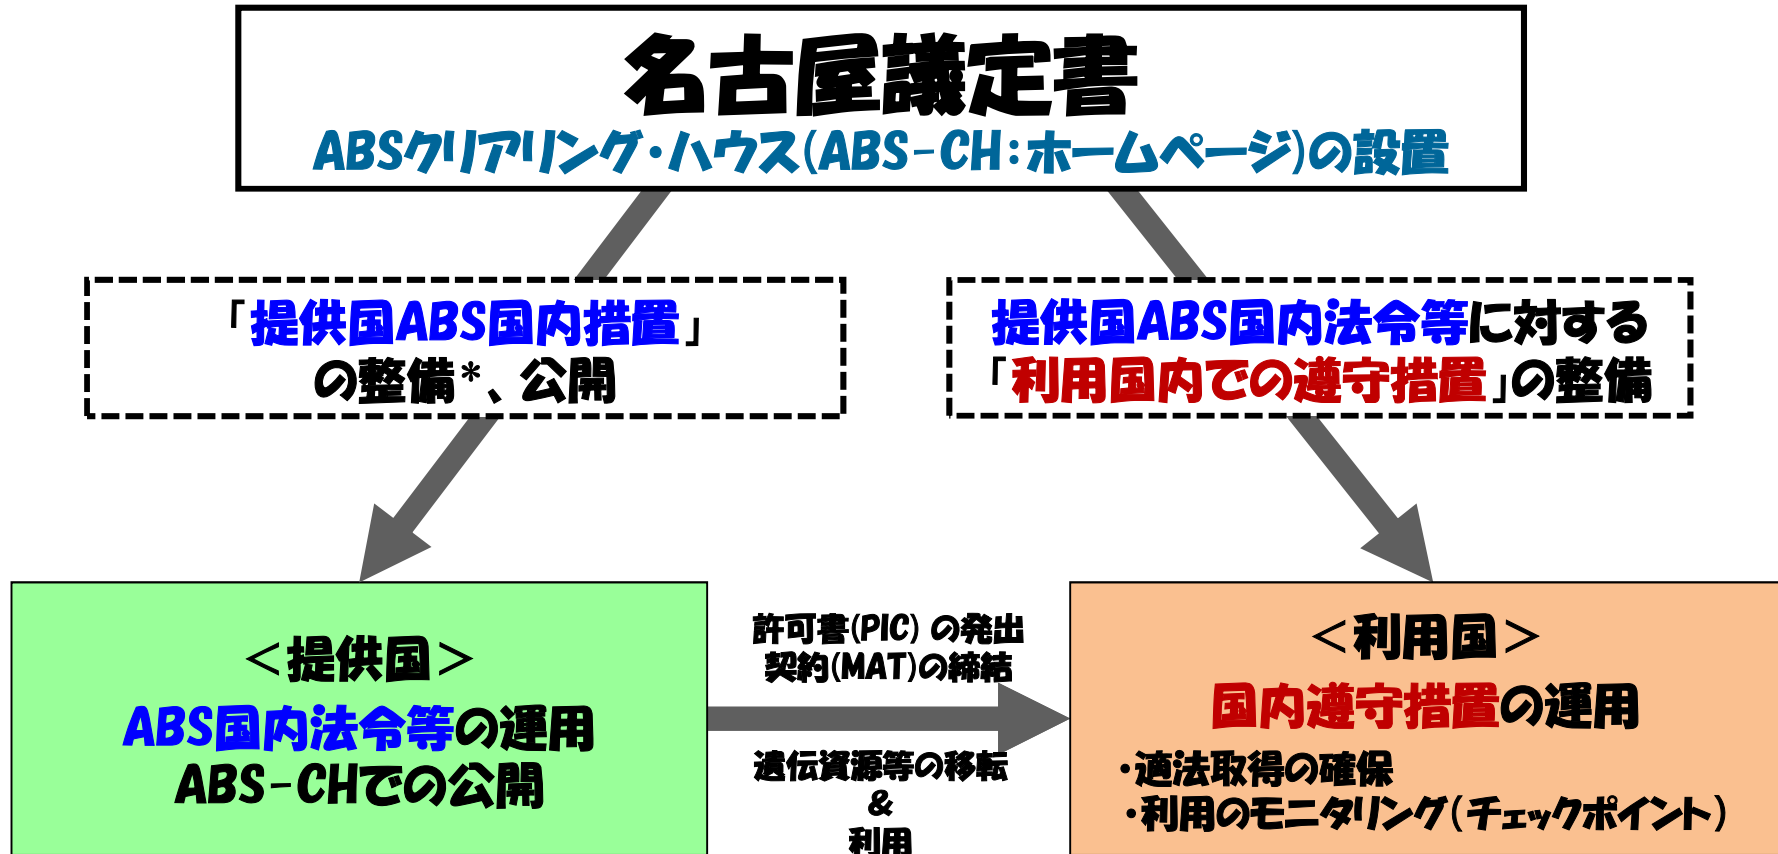 名古屋議定書
ABSクリアリング・ハウス(ABS-CH:ホームページ)の設置
「提供国ABS国内措置」
の整備*、公開
提供国ABS国内法令等に対する
「利用国内での遵守措置」の整備
＜提供国＞
ABS国内法令等の運用
ABS-CHでの公開
許可書(PIC) の発出
契約(MAT)の締結
遺伝資源等の移転
&
利用
＜利用国＞
国内遵守措置の運用
・適法取得の確保
・利用のモニタリング(チェックポイント)